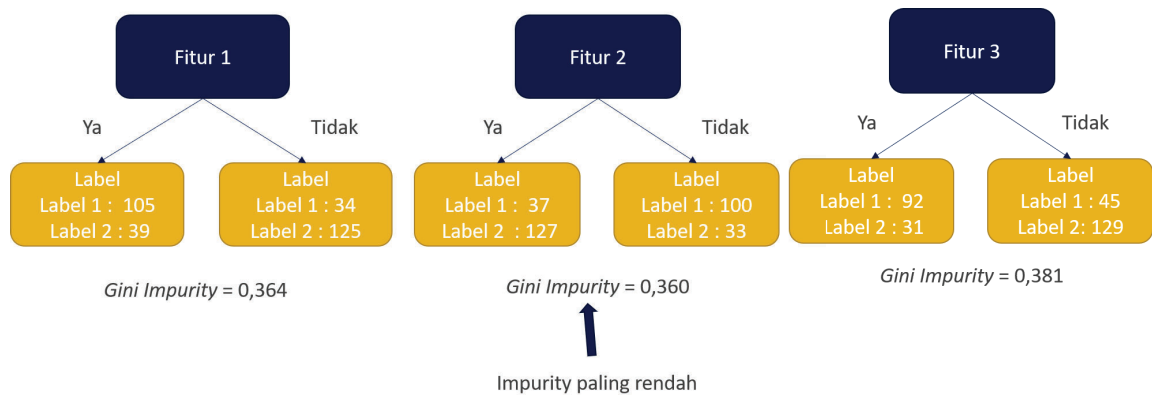 Fitur 1
Ya
Tidak
Label
Label 1 : 105
Label 2 : 39
Label
Label 1 : 34
Label 2 : 125
Gini Impurity = 0,364
Fitur 2
Ya
Tidak
Label
Label 1 : 37
Label 2 : 127
Label
Label 1 : 100
Label 2 : 33
Gini Impurity = 0,360
Impurity paling rendah
Fitur 3
Ya
Tidak
Label
Label 1 : 92
Label 2 : 31
Label
Label 1 : 45
Label 2: 129
Gini Impurity = 0,381